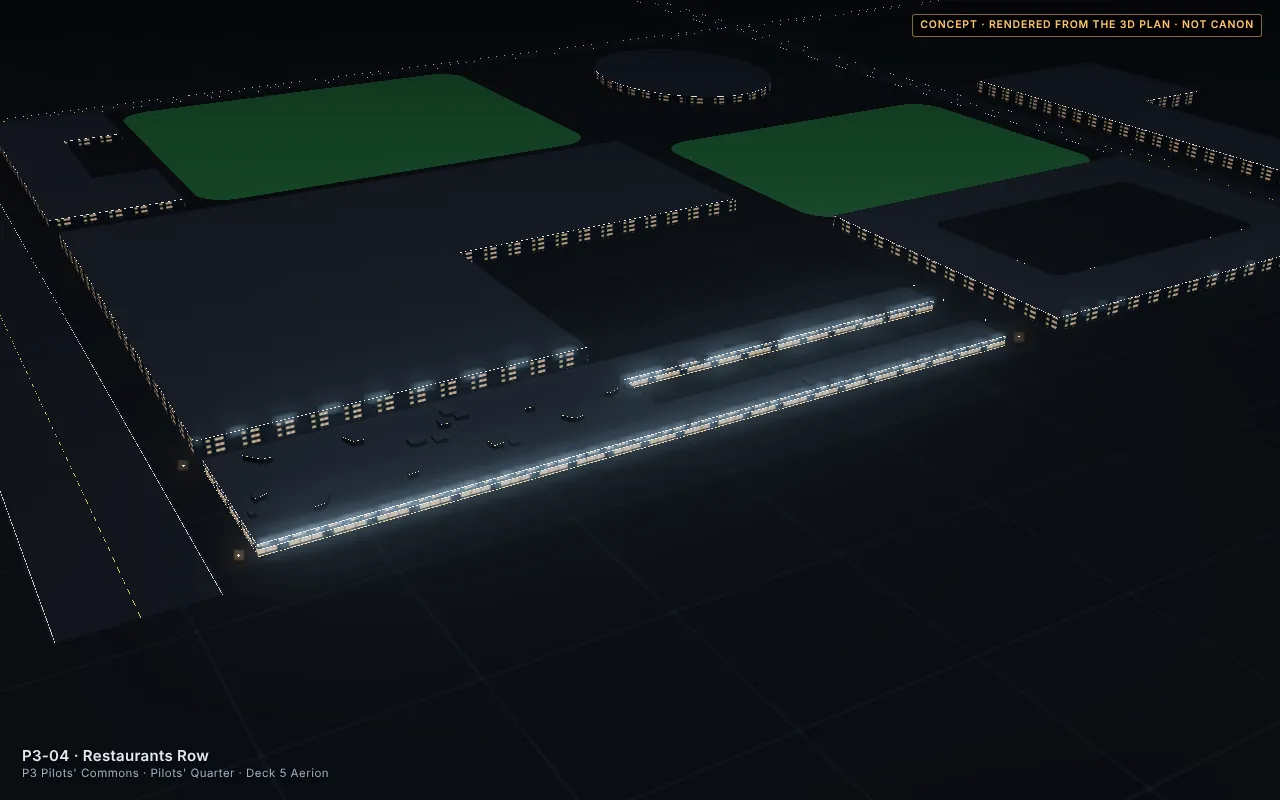 CONCEPT · RENDERED FROM THE 3D PLAN · NOT CANON
P3-04 · Restaurants Row
P3 Pilots' Commons · Pilots' Quarter · Deck 5 Aerion